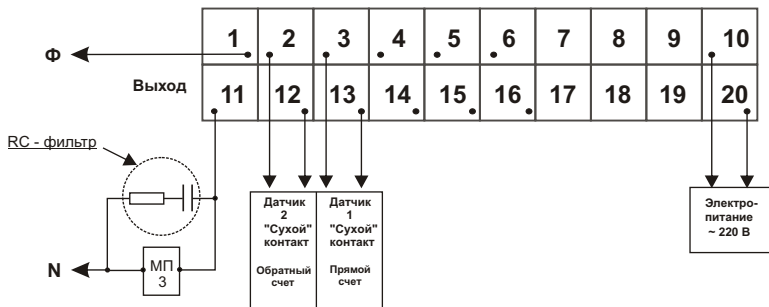 1 2 3 4 5 6 7 8 9 10
Ф
Выход
11 12 13 14 15 16 17 18 19 20
RC - фильтр
Датчик
2
"Сухой"
контакт
Обратный
счет
Датчик
1
"Сухой"
контакт
Прямой
счет
Электро-
питание
~ 220 В
N
МП
3